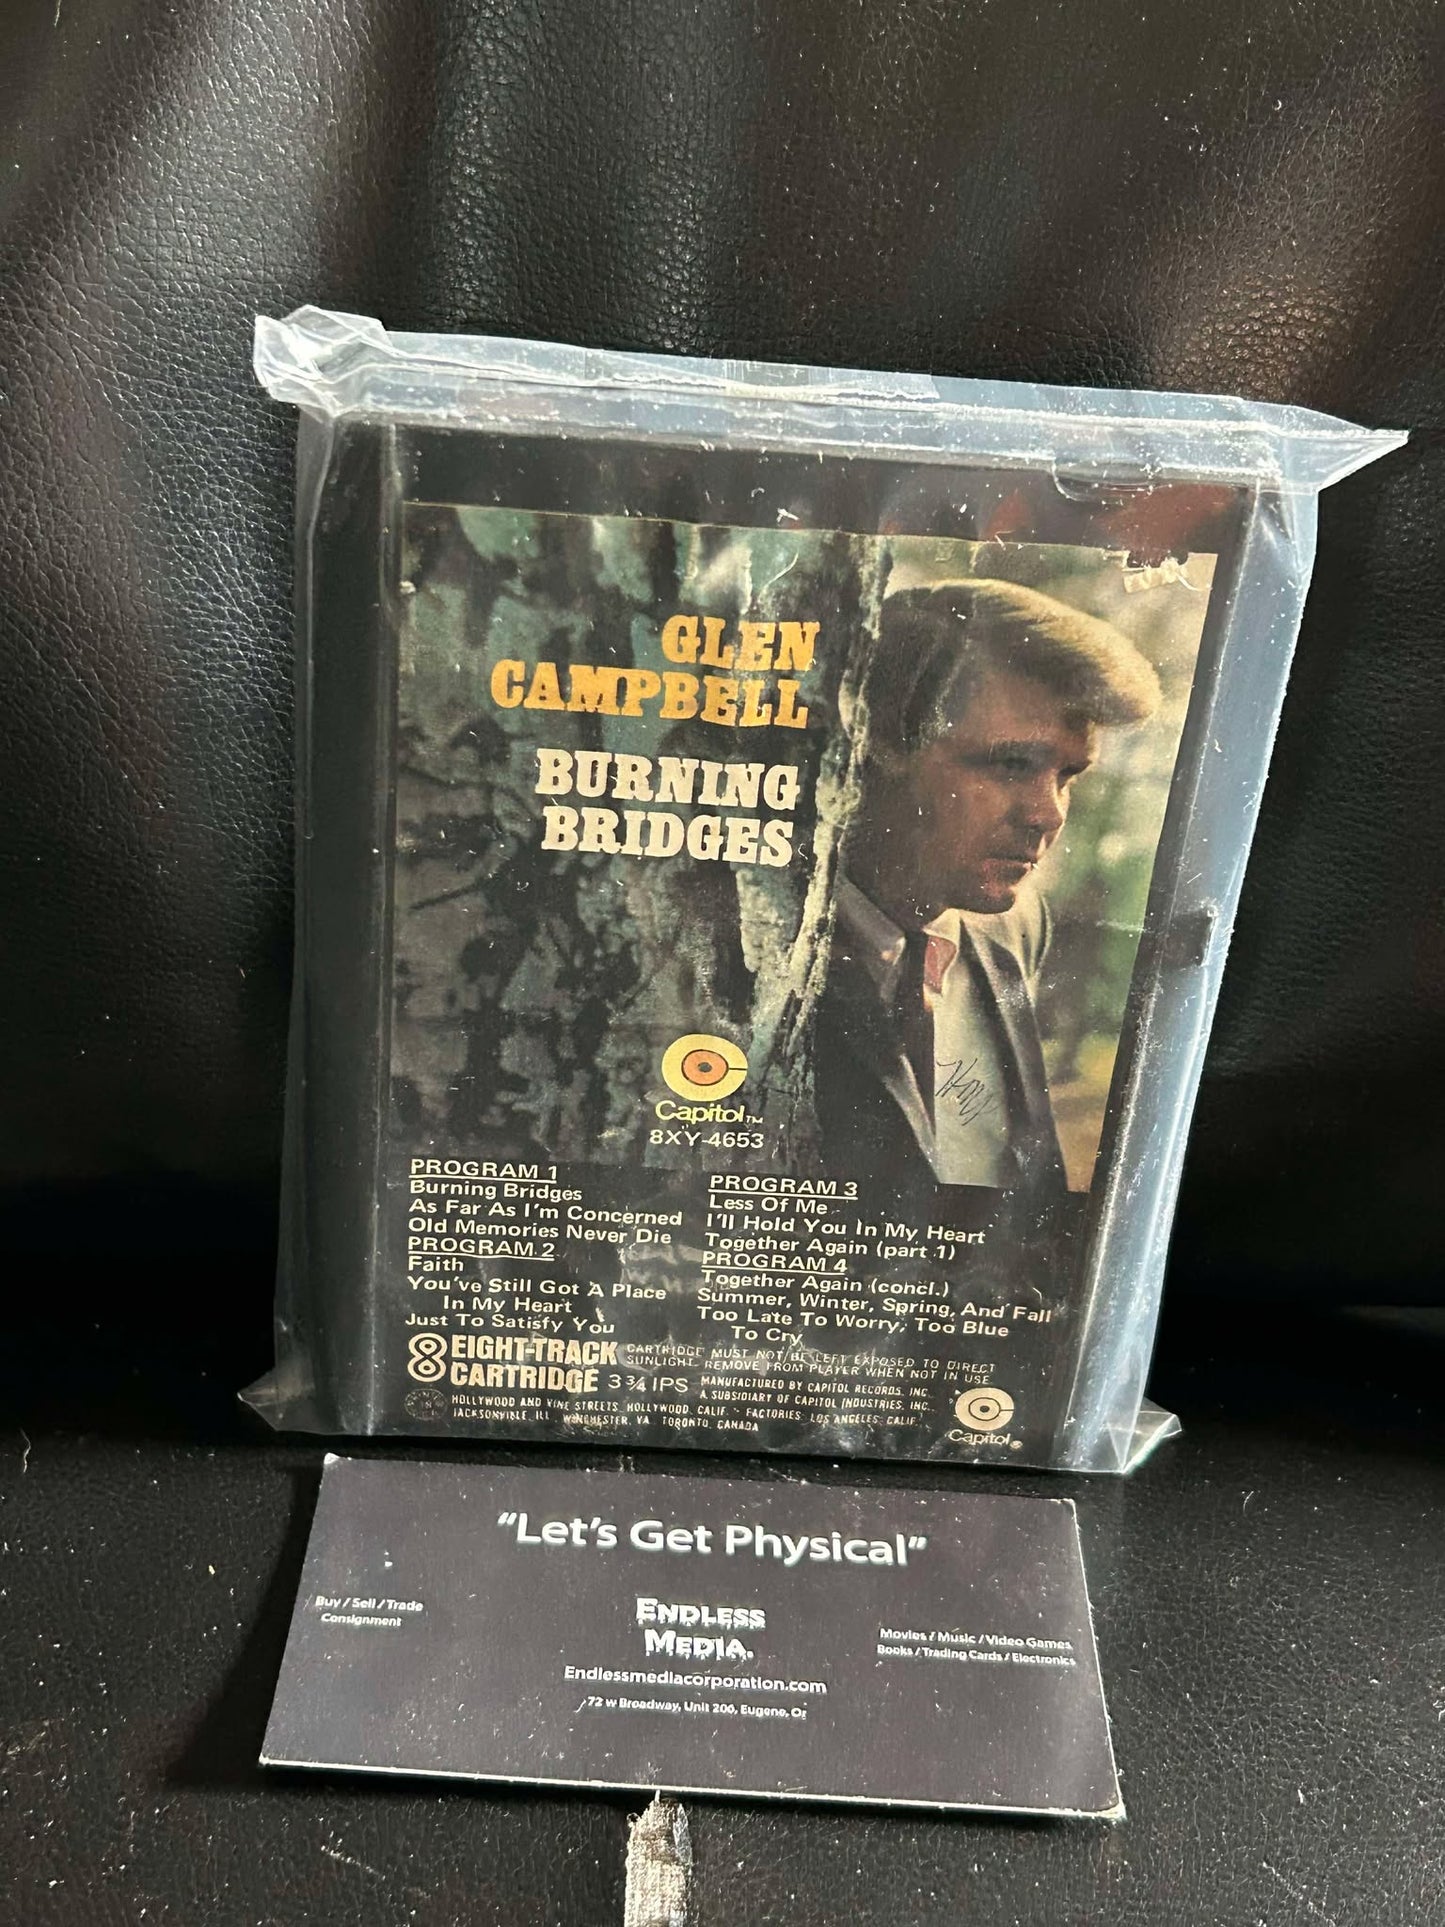 GLEN
CAMPBELL
BURNING
BRIDGES
Capitol™
8XY-4653
PROGRAM 1
Burning Bridges
As Far As I'm Concerned
Old Memories Never Die
PROGRAM 2
Faith
You've Still Got A Place
In My Heart
Just To Satisfy You
PROGRAM 3
Less Of Me
I'll Hold You In My Heart
Together Again (part 1)
PROGRAM 4
Together Again (concl.)
Summer, Winter, Spring, And Fall
Too Late To Worry, Too Blue
To Cry
8 EIGHT-TRACK
CARTRIDGE 3 3/4 IPS
CARTRIDGE MUST NOT BE LEFT EXPOSED TO DIRECT
SUNLIGHT. REMOVE FROM PLAYER WHEN NOT IN USE.
MANUFACTURED BY CAPITOL RECORDS, INC.
A SUBSIDIARY OF CAPITOL INDUSTRIES, INC.,
HOLLYWOOD AND VINE STREETS, HOLLYWOOD, CALIF. · FACTORIES: LOS ANGELES, CALIF.,
JACKSONVILLE, ILL. WINCHESTER, VA. TORONTO, CANADA
Capitol®
"Let's Get Physical"
Buy / Sell / Trade
Consignment
ENDLESS
MEDIA.
Endlessmediacorporation.com
72 w Broadway, Unit 206, Eugene, Or
Movies / Music / Video Games
Books / Trading Cards / Electronics